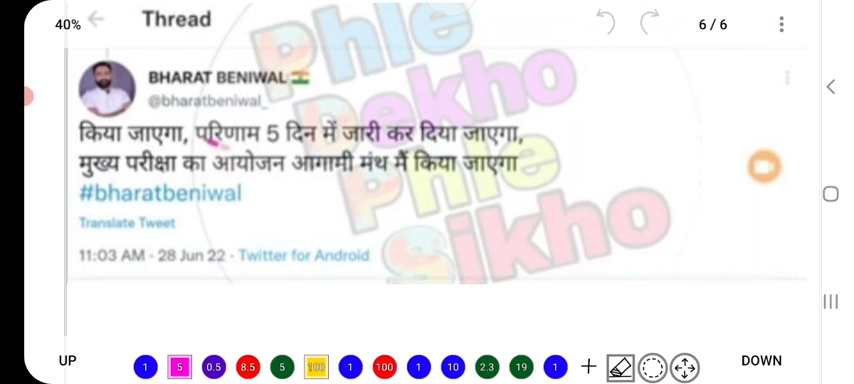 40%
Thread
6 / 6
BHARAT BENIWAL
@bharatbeniwal_
किया जाएगा, परिणाम 5 दिन में जारी कर दिया जाएगा,
मुख्य परीक्षा का आयोजन आगामी मंथ मैं किया जाएगा
#bharatbeniwal
Translate Tweet
11:03 AM · 28 Jun 22 · Twitter for Android
Phle
Dekho
Phle
Sikho
UP
1 5 0.5 8.5 5 100 1 100 1 10 2.3 19 1
DOWN